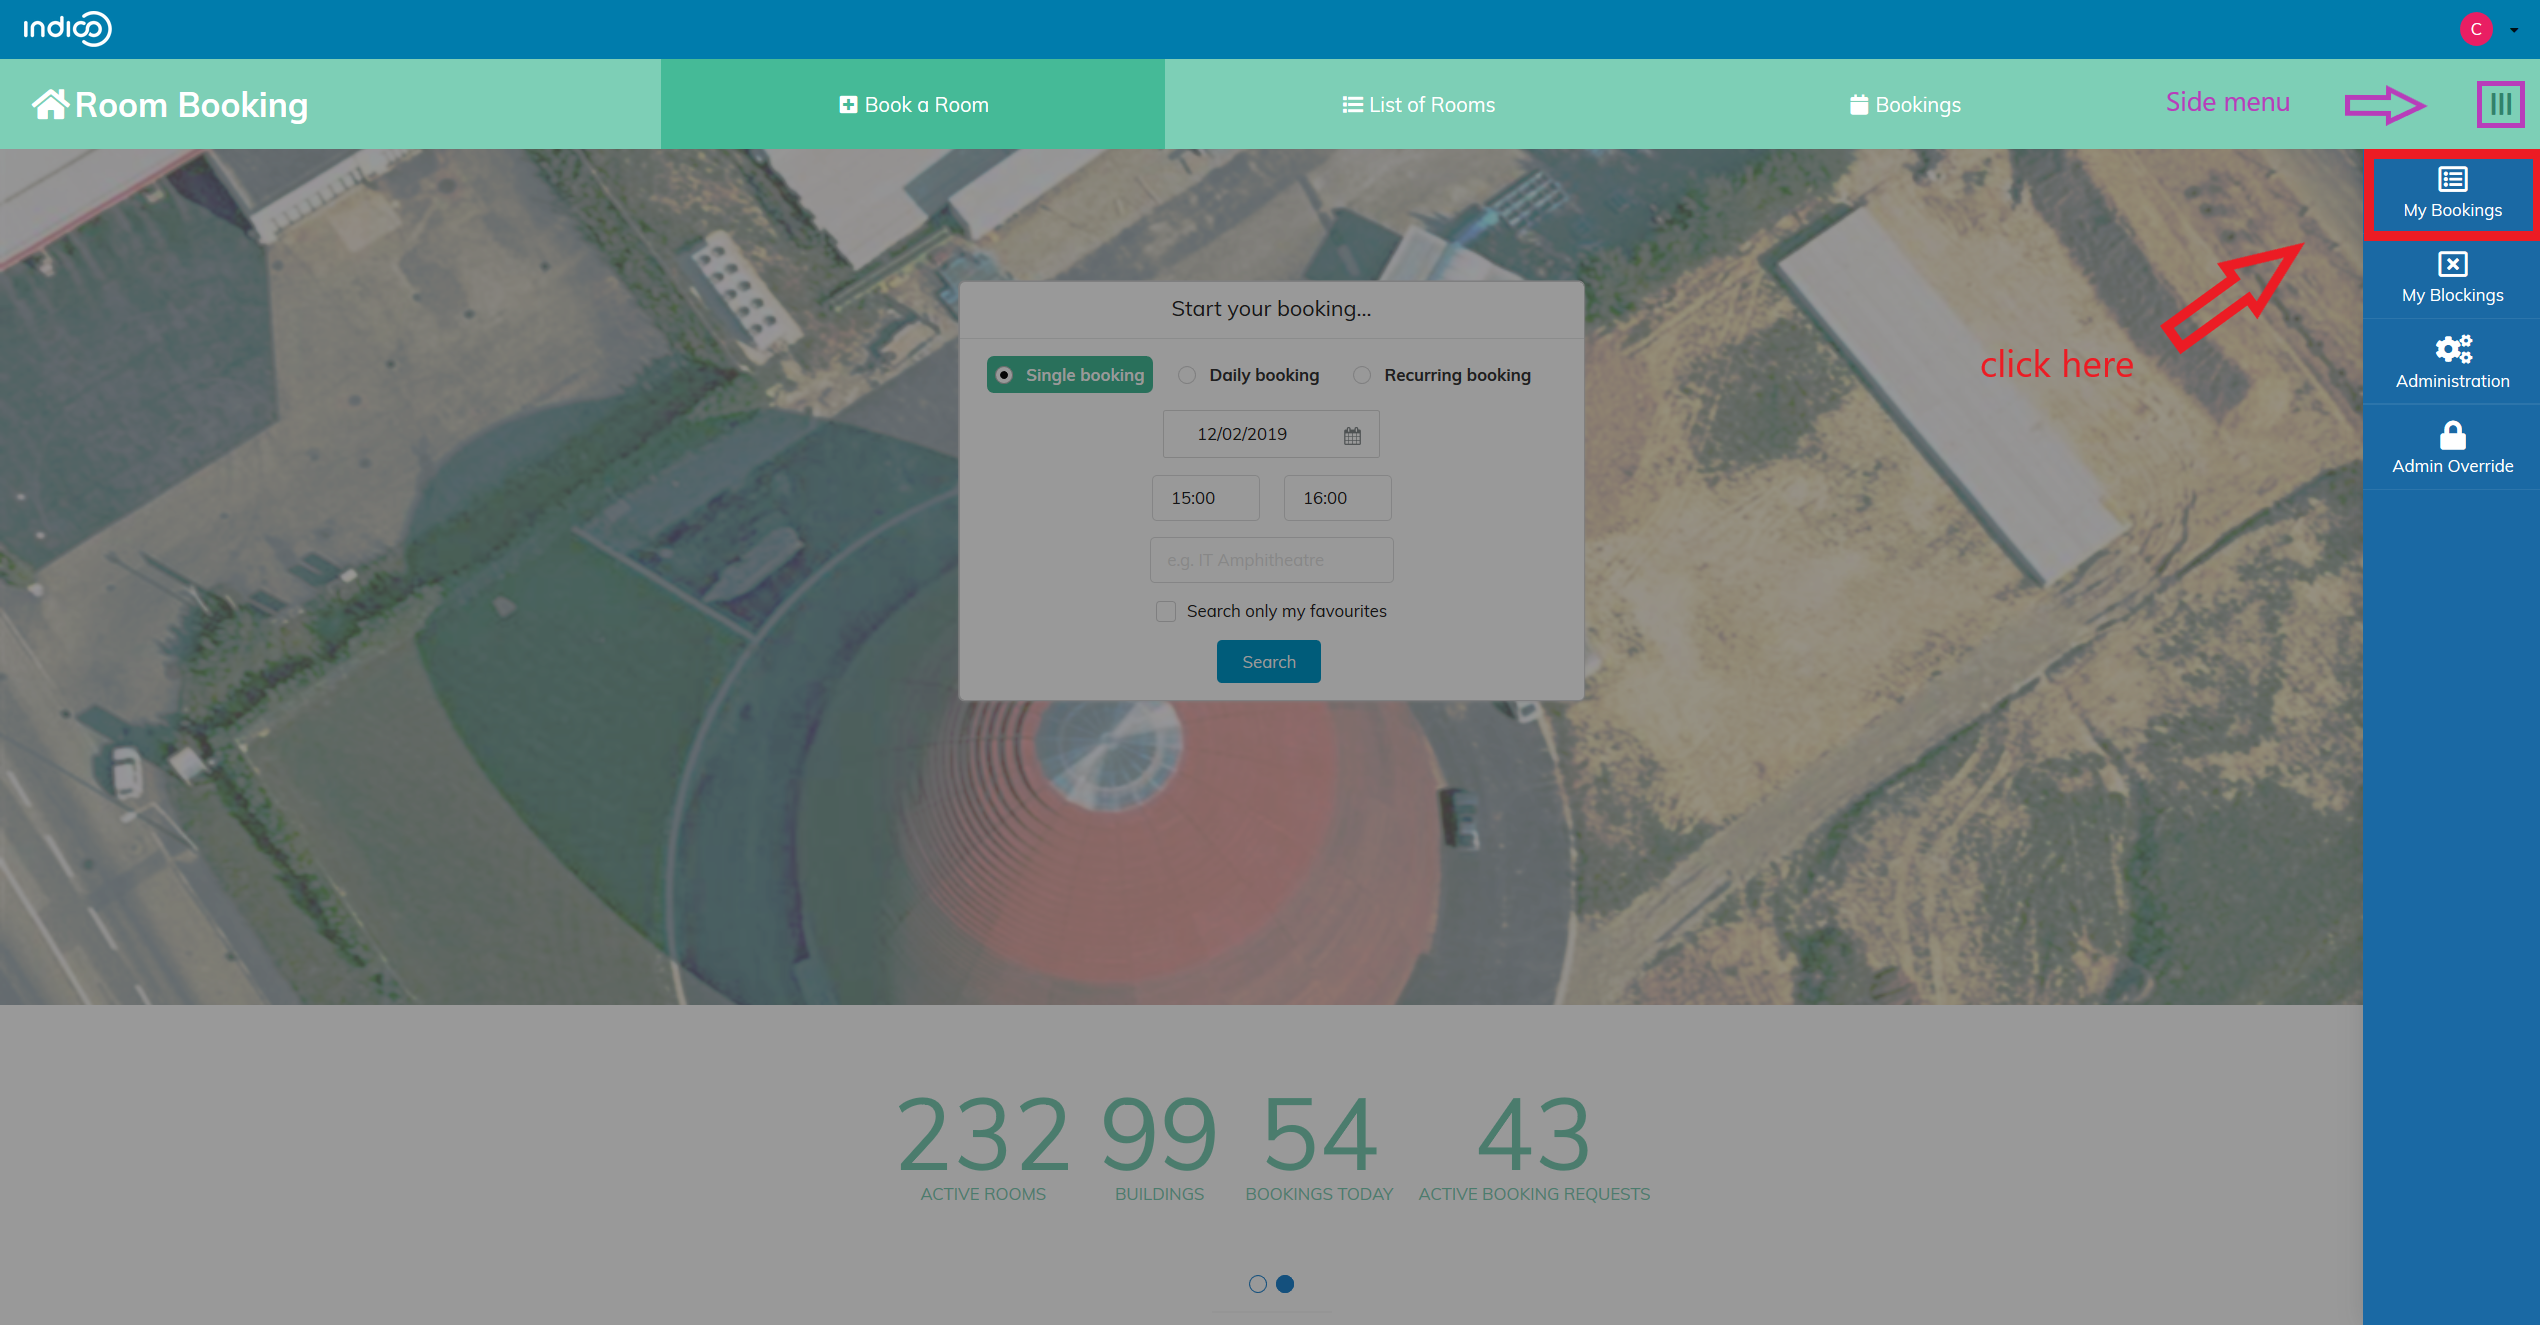 indico
C
Room Booking
Book a Room
List of Rooms
Bookings
Side menu
My Bookings
My Blockings
Administration
Admin Override
click here
Start your booking...
Single booking Daily booking Recurring booking
12/02/2019
15:00 16:00
e.g. IT Amphitheatre
Search only my favourites
Search
232 99 54 43
ACTIVE ROOMS BUILDINGS BOOKINGS TODAY ACTIVE BOOKING REQUESTS